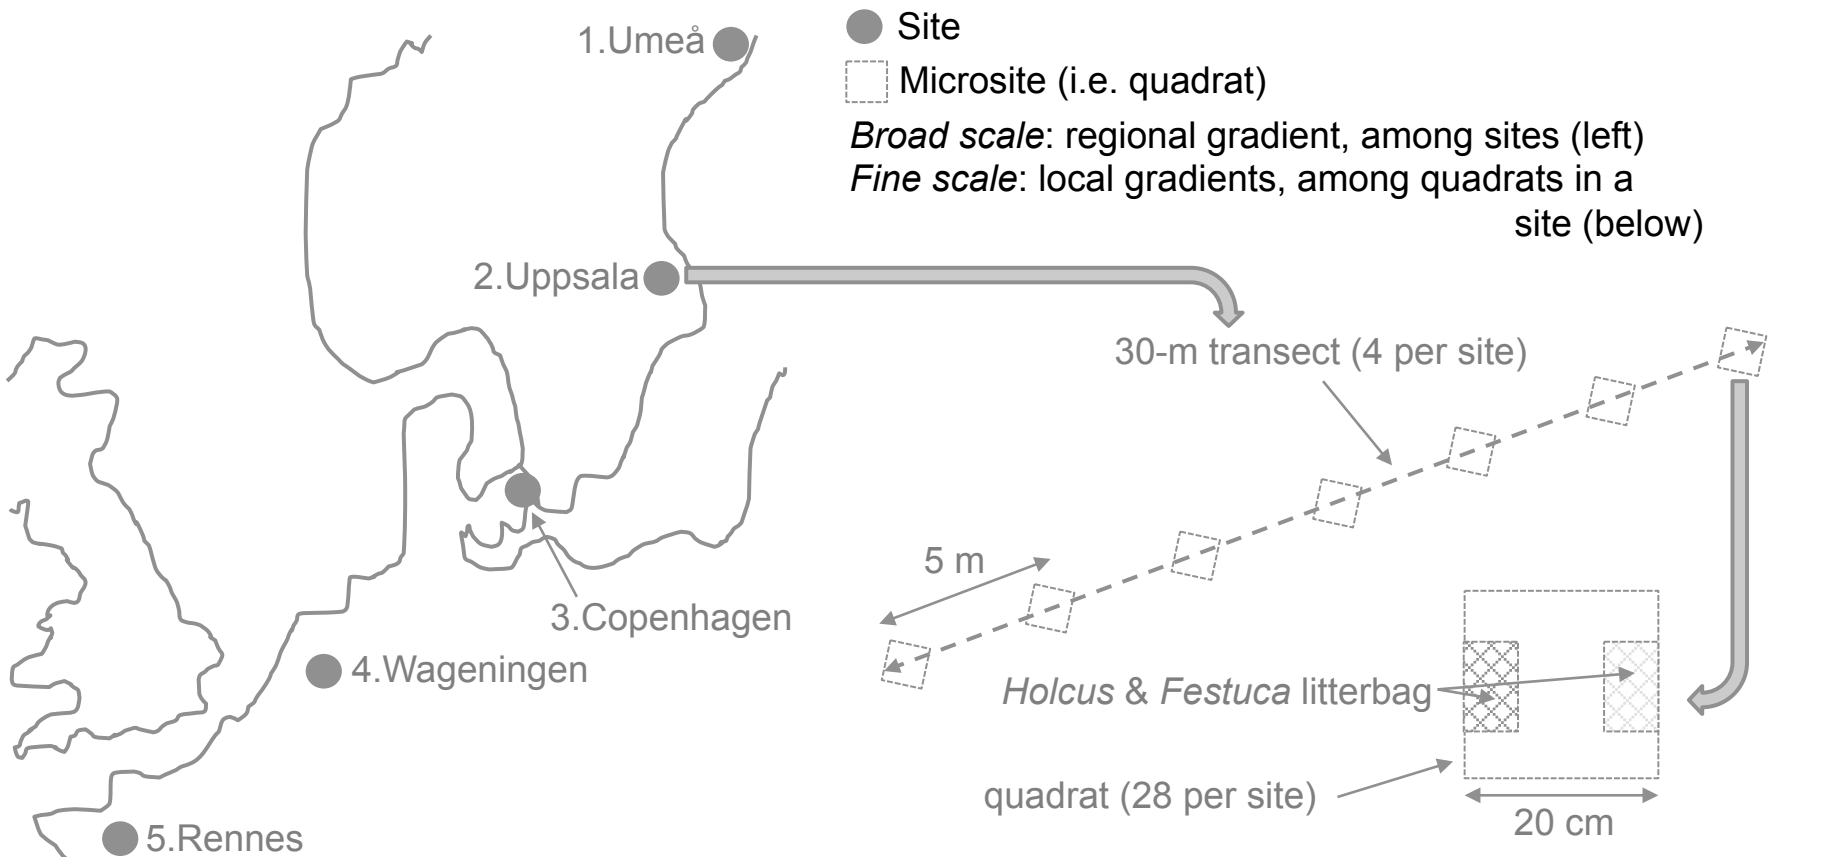 1.Umeå
Site
Microsite (i.e. quadrat)
Broad scale: regional gradient, among sites (left)
Fine scale: local gradients, among quadrats in a
site (below)
2.Uppsala
30-m transect (4 per site)
5 m
3.Copenhagen
4.Wageningen
Holcus & Festuca litterbag
quadrat (28 per site)
20 cm
5.Rennes